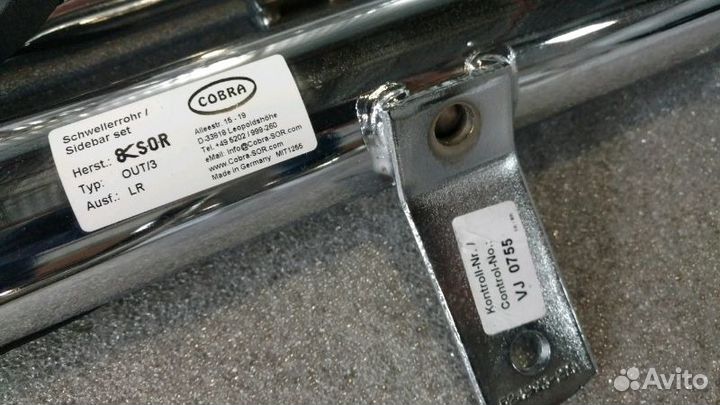 Schwellerrohr /
Sidebar set
Herst.: SOR
Typ: OUT/3
Ausf.: LR
COBRA
Alleestr. 15 - 19
D-33818 Leopoldshöhe
Tel. +49 5202 / 999-260
eMail. Info@Cobra-SOR.com
www.Cobra-SOR.com
Made in Germany MIT1255
Kontroll-Nr. /
Control-No.:
VJ 0755
Avito